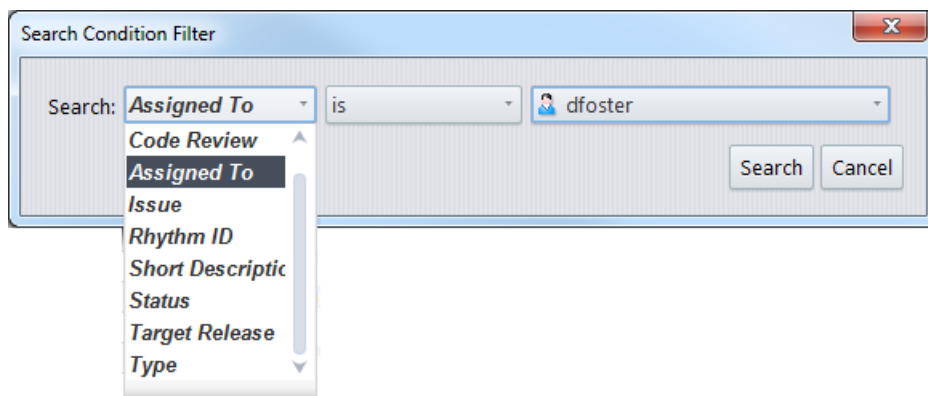 Search Condition Filter
Search: Assigned To is dfoster
Code Review
Assigned To
Search Cancel
Issue
Rhythm ID
Short Descriptic
Status
Target Release
Type